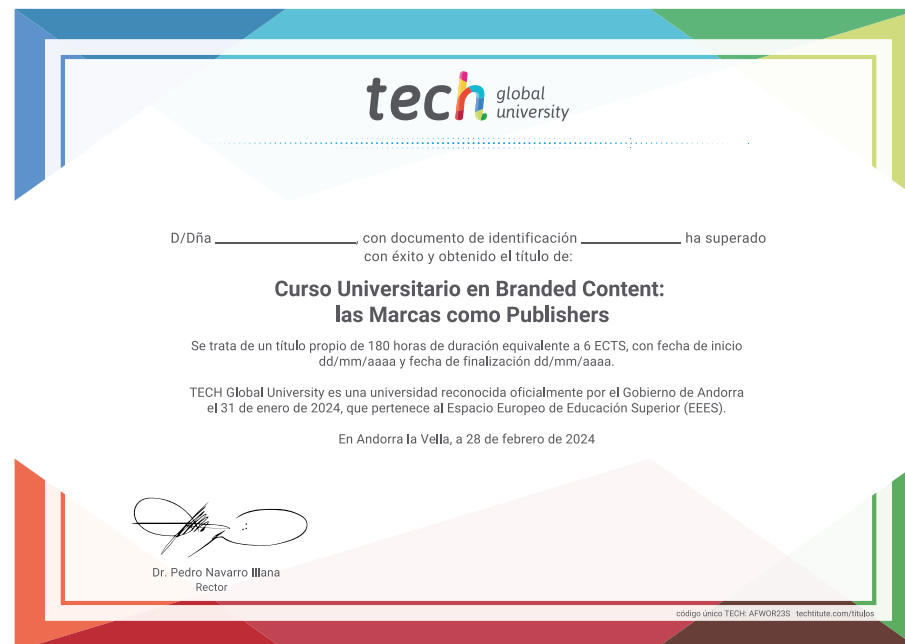 tech global university
D/Dña ____________________, con documento de identificación ______________ ha superado
con éxito y obtenido el título de:
Curso Universitario en Branded Content:
las Marcas como Publishers
Se trata de un título propio de 180 horas de duración equivalente a 6 ECTS, con fecha de inicio
dd/mm/aaaa y fecha de finalización dd/mm/aaaa.
TECH Global University es una universidad reconocida oficialmente por el Gobierno de Andorra
el 31 de enero de 2024, que pertenece al Espacio Europeo de Educación Superior (EEES).
En Andorra la Vella, a 28 de febrero de 2024
Dr. Pedro Navarro Illana
Rector
código único TECH: AFWOR23S techtitute.com/titulos